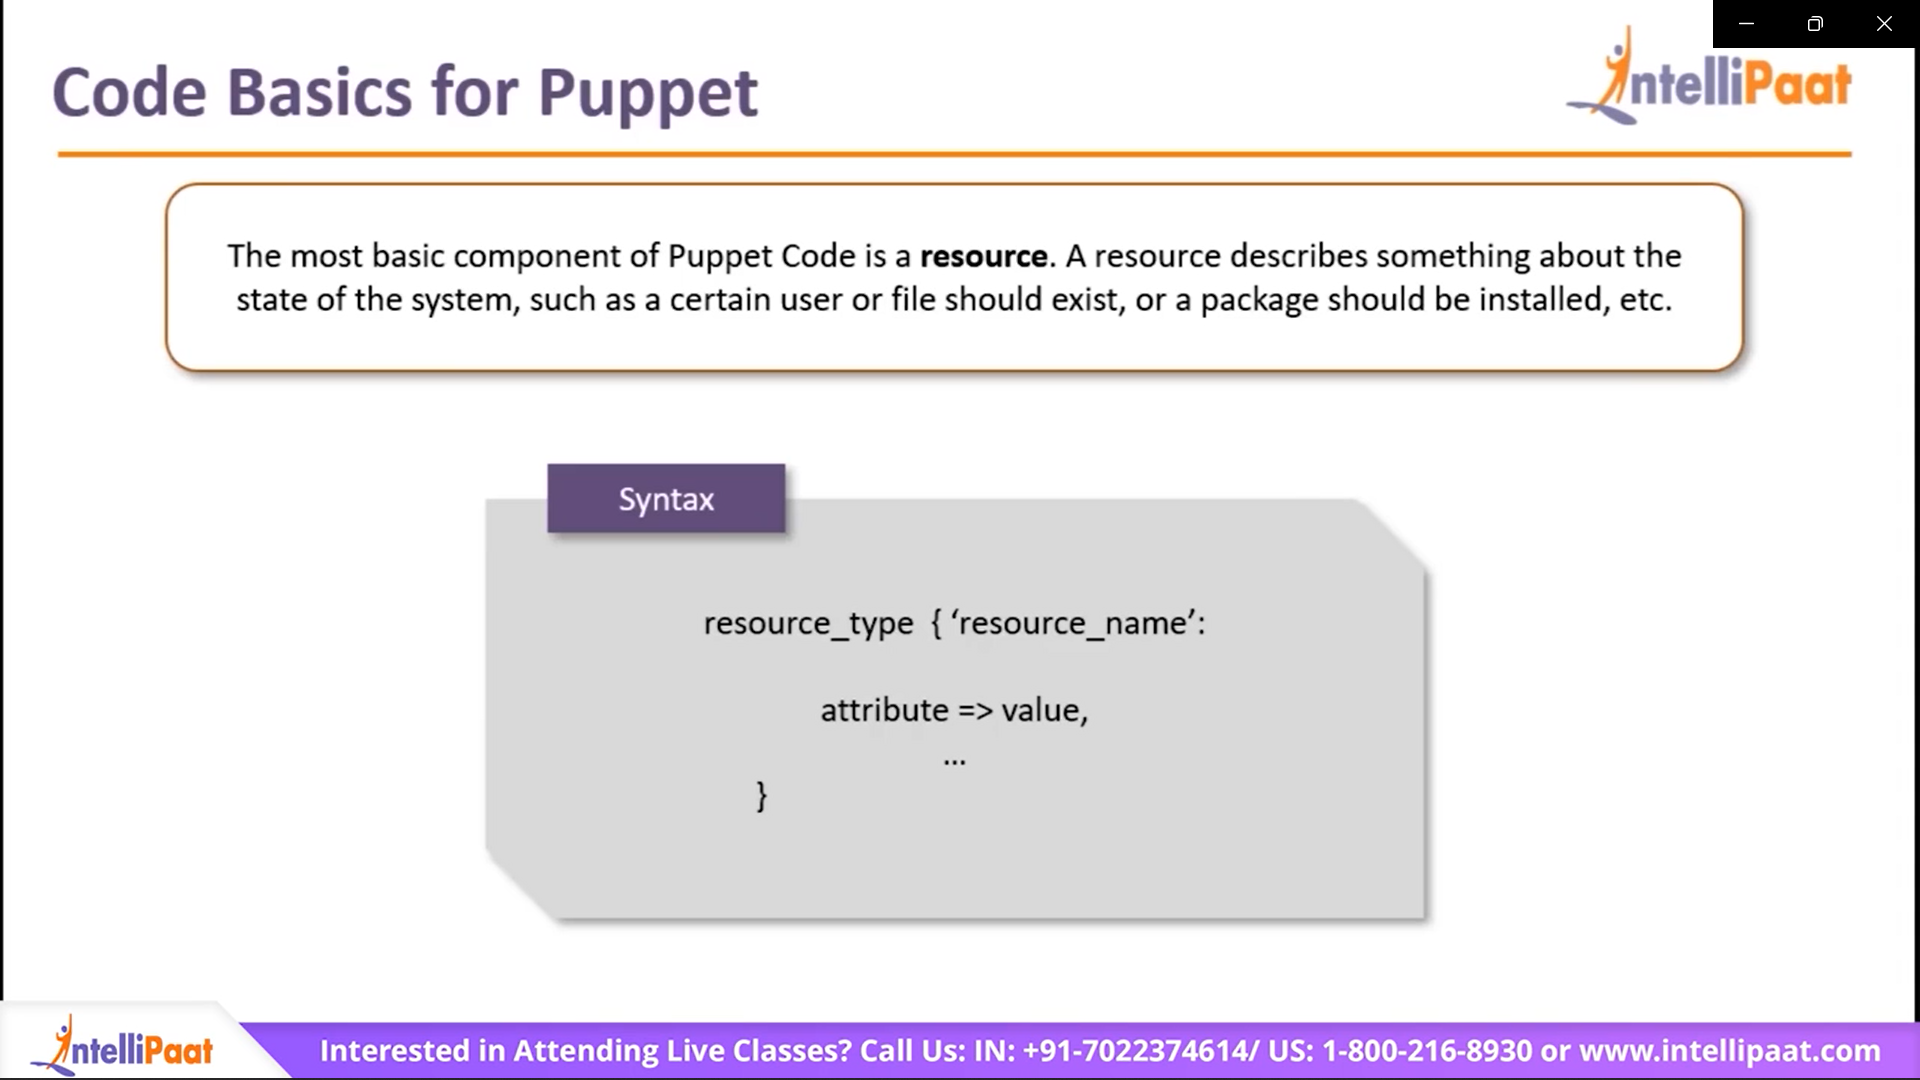 Code Basics for Puppet
IntelliPaat
The most basic component of Puppet Code is a resource. A resource describes something about the
state of the system, such as a certain user or file should exist, or a package should be installed, etc.
Syntax
resource_type { ‘resource_name’:
attribute => value,
...
}
IntelliPaat
Interested in Attending Live Classes? Call Us: IN: +91-7022374614/ US: 1-800-216-8930 or www.intellipaat.com